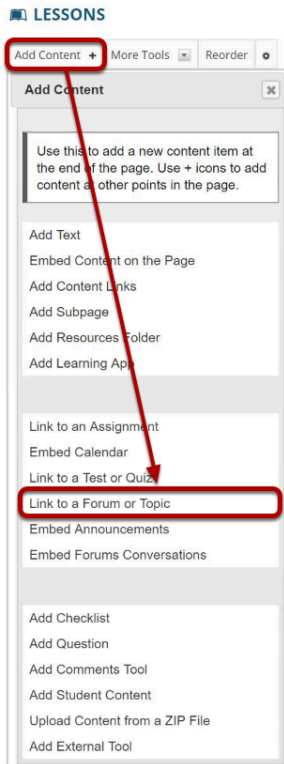 LESSONS
Add Content + More Tools Reorder
Add Content
Use this to add a new content item at
the end of the page. Use + icons to add
content at other points in the page.
Add Text
Embed Content on the Page
Add Content Links
Add Subpage
Add Resources Folder
Add Learning App
Link to an Assignment
Embed Calendar
Link to a Test or Quiz
Link to a Forum or Topic
Embed Announcements
Embed Forums Conversations
Add Checklist
Add Question
Add Comments Tool
Add Student Content
Upload Content from a ZIP File
Add External Tool